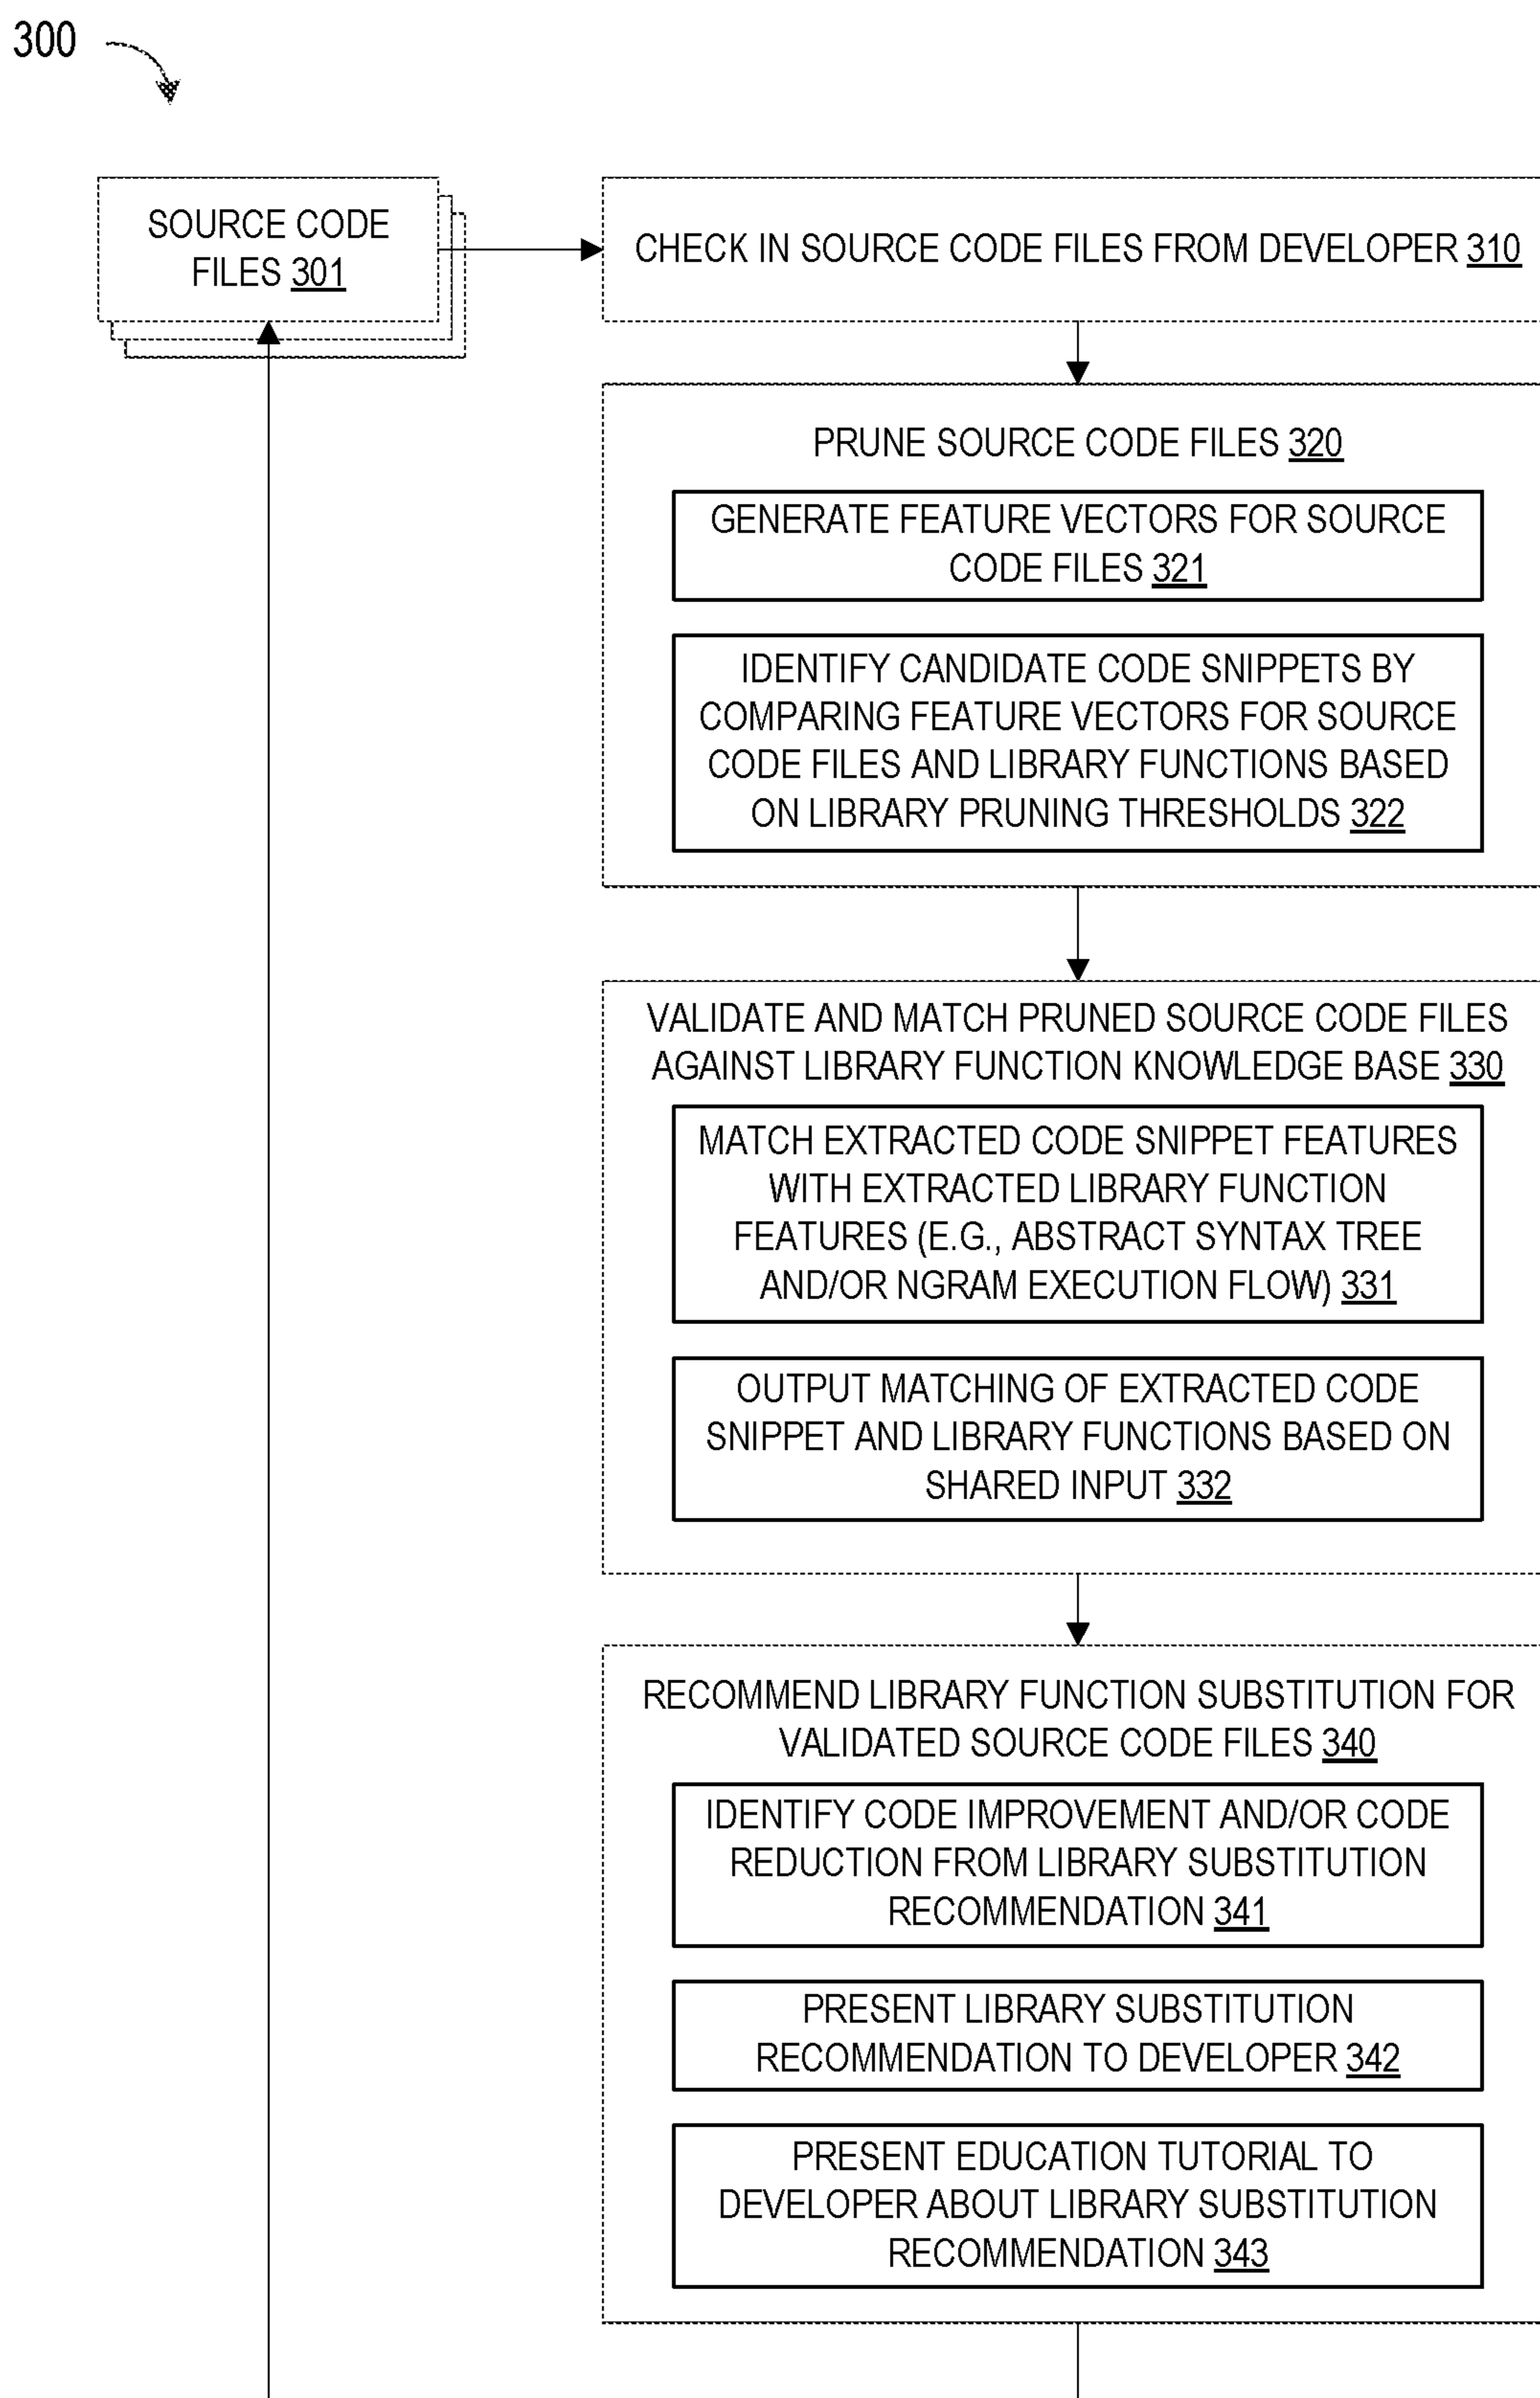 300
SOURCE CODE
FILES 301
CHECK IN SOURCE CODE FILES FROM DEVELOPER 310
PRUNE SOURCE CODE FILES 320
GENERATE FEATURE VECTORS FOR SOURCE
CODE FILES 321
IDENTIFY CANDIDATE CODE SNIPPETS BY
COMPARING FEATURE VECTORS FOR SOURCE
CODE FILES AND LIBRARY FUNCTIONS BASED
ON LIBRARY PRUNING THRESHOLDS 322
VALIDATE AND MATCH PRUNED SOURCE CODE FILES
AGAINST LIBRARY FUNCTION KNOWLEDGE BASE 330
MATCH EXTRACTED CODE SNIPPET FEATURES
WITH EXTRACTED LIBRARY FUNCTION
FEATURES (E.G., ABSTRACT SYNTAX TREE
AND/OR NGRAM EXECUTION FLOW) 331
OUTPUT MATCHING OF EXTRACTED CODE
SNIPPET AND LIBRARY FUNCTIONS BASED ON
SHARED INPUT 332
RECOMMEND LIBRARY FUNCTION SUBSTITUTION FOR
VALIDATED SOURCE CODE FILES 340
IDENTIFY CODE IMPROVEMENT AND/OR CODE
REDUCTION FROM LIBRARY SUBSTITUTION
RECOMMENDATION 341
PRESENT LIBRARY SUBSTITUTION
RECOMMENDATION TO DEVELOPER 342
PRESENT EDUCATION TUTORIAL TO
DEVELOPER ABOUT LIBRARY SUBSTITUTION
RECOMMENDATION 343